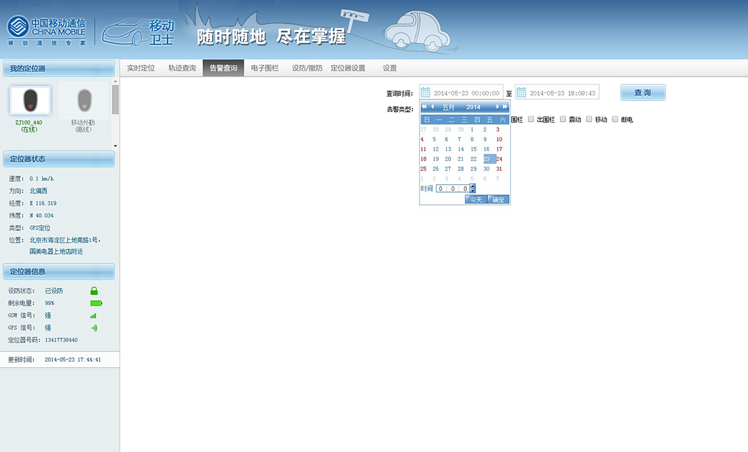 中国移动通信
CHINA MOBILE
移动通信专家
移动
卫士
随时随地 尽在掌握
我的定位器
实时定位 轨迹查询 告警查询 电子围栏 设防/撤防 定位器设置 设置
ZJ100_440
(在线)
移动外勤
(离线)
查询时间: 2014-05-23 00:00:00 至 2014-05-23 18:09:43 查 询
告警类型: 围栏 出围栏 震动 移动 断电
五月 2014
日 一 二 三 四 五 六
27 28 29 30 1 2 3
4 5 6 7 8 9 10
11 12 13 14 15 16 17
18 19 20 21 22 23 24
25 26 27 28 29 30 31
1 2 3 4 5 6 7
时间 0 : 0 : 0
今天 确定
定位器状态
速度: 0.1 km/h
方向: 北偏西
经度: E 116.319
纬度: N 40.034
类型: GPS定位
位置: 北京市海淀区上地南路1号,
国美电器上地店附近
定位器信息
设防状态: 已设防
剩余电量: 99%
GSM 信号: 强
GPS 信号: 强
定位器号码: 13417738440
更新时间: 2014-05-23 17:44:41